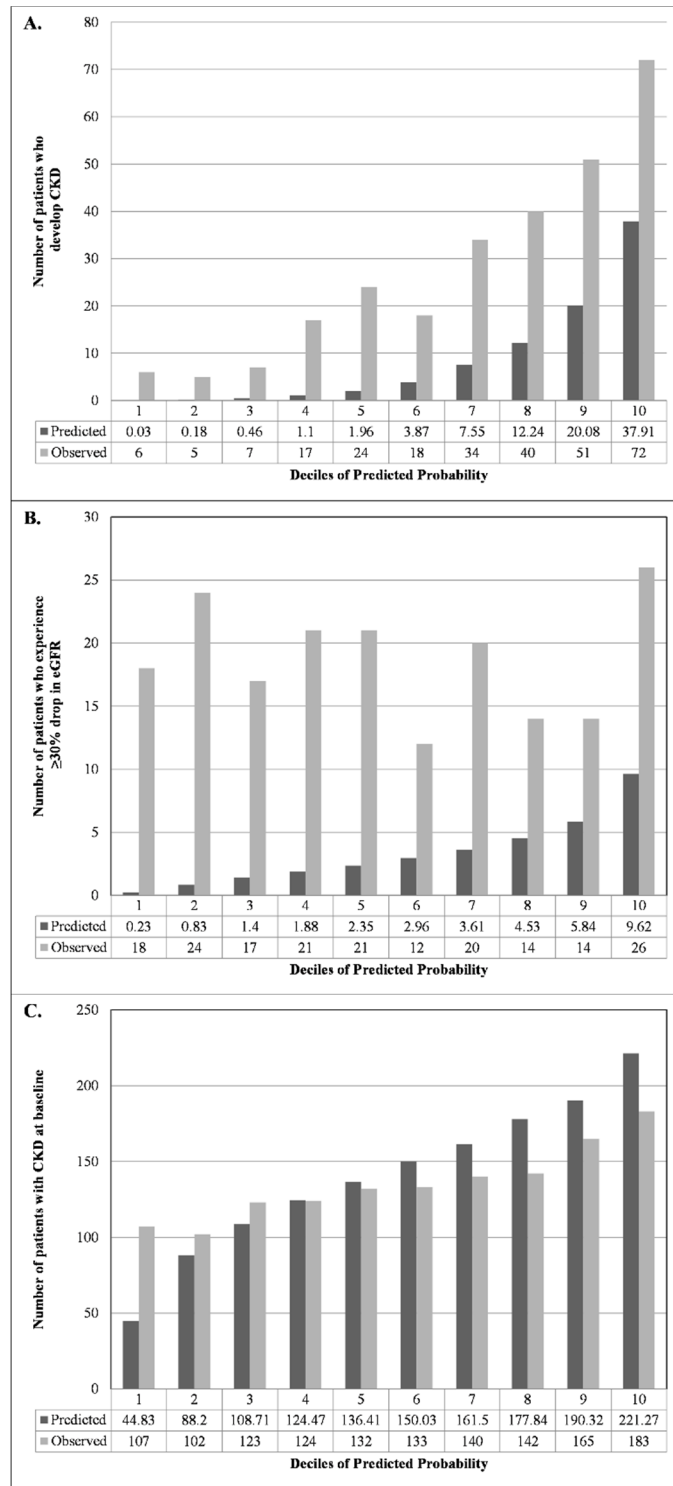 A.
80
70
60
50
40
30
20
10
0
Number of patients who
develop CKD
1 2 3 4 5 6 7 8 9 10
Predicted 0.03 0.18 0.46 1.1 1.96 3.87 7.55 12.24 20.08 37.91
Observed 6 5 7 17 24 18 34 40 51 72
Deciles of Predicted Probability
B.
30
25
20
15
10
5
0
Number of patients who experience
≥30% drop in eGFR
1 2 3 4 5 6 7 8 9 10
Predicted 0.23 0.83 1.4 1.88 2.35 2.96 3.61 4.53 5.84 9.62
Observed 18 24 17 21 21 12 20 14 14 26
Deciles of Predicted Probability
C.
250
200
150
100
50
0
Number of patients with CKD at baseline
1 2 3 4 5 6 7 8 9 10
Predicted 44.83 88.2 108.71 124.47 136.41 150.03 161.5 177.84 190.32 221.27
Observed 107 102 123 124 132 133 140 142 165 183
Deciles of Predicted Probability